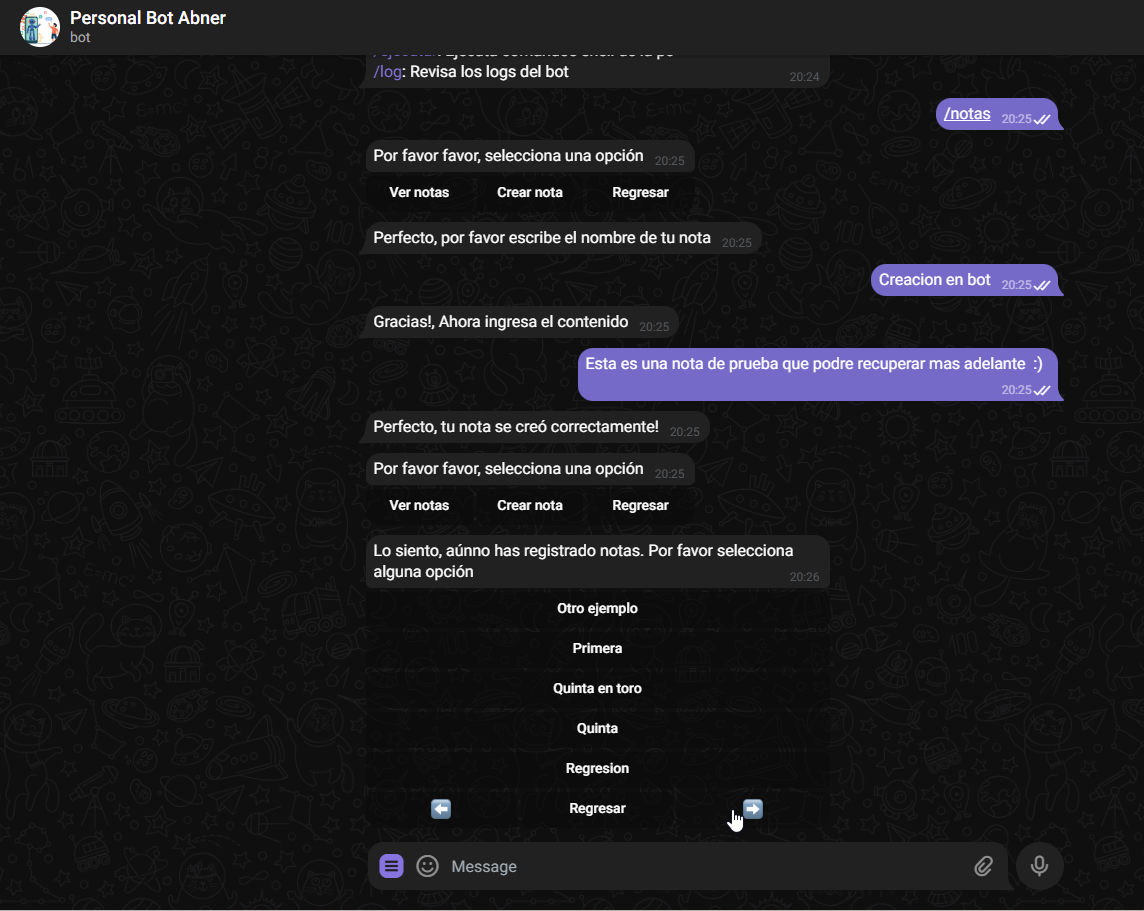 Personal Bot Abner
bot
/log: Revisa los logs del bot
20:24
/notas 20:25
Por favor favor, selecciona una opción 20:25
Ver notas Crear nota Regresar
Perfecto, por favor escribe el nombre de tu nota 20:25
Creacion en bot 20:25
Gracias!, Ahora ingresa el contenido 20:25
Esta es una nota de prueba que podre recuperar mas adelante :)
20:25
Perfecto, tu nota se creó correctamente! 20:25
Por favor favor, selecciona una opción 20:25
Ver notas Crear nota Regresar
Lo siento, aúnno has registrado notas. Por favor selecciona
alguna opción 20:26
Otro ejemplo
Primera
Quinta en toro
Quinta
Regresion
Regresar
Message